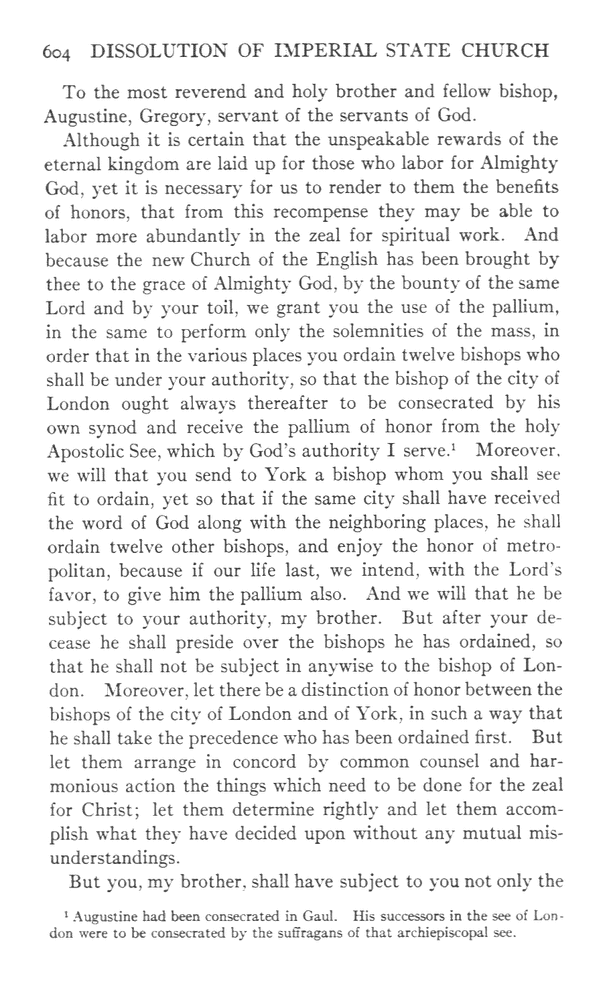 604 DISSOLUTION OF IMPERIAL STATE CHURCH
To the most reverend and holy brother and fellow bishop,
Augustine, Gregory, servant of the servants of God.
Although it is certain that the unspeakable rewards of the
eternal kingdom are laid up for those who labor for Almighty
God, yet it is necessary for us to render to them the benefits
of honors, that from this recompense they may be able to
labor more abundantly in the zeal for spiritual work. And
because the new Church of the English has been brought by
thee to the grace of Almighty God, by the bounty of the same
Lord and by your toil, we grant you the use of the pallium,
in the same to perform only the solemnities of the mass, in
order that in the various places you ordain twelve bishops who
shall be under your authority, so that the bishop of the city of
London ought always thereafter to be consecrated by his
own synod and receive the pallium of honor from the holy
Apostolic See, which by God's authority I serve.¹ Moreover,
we will that you send to York a bishop whom you shall see
fit to ordain, yet so that if the same city shall have received
the word of God along with the neighboring places, he shall
ordain twelve other bishops, and enjoy the honor of metro-
politan, because if our life last, we intend, with the Lord's
favor, to give him the pallium also. And we will that he be
subject to your authority, my brother. But after your de-
cease he shall preside over the bishops he has ordained, so
that he shall not be subject in anywise to the bishop of Lon-
don. Moreover, let there be a distinction of honor between the
bishops of the city of London and of York, in such a way that
he shall take the precedence who has been ordained first. But
let them arrange in concord by common counsel and har-
monious action the things which need to be done for the zeal
for Christ; let them determine rightly and let them accom-
plish what they have decided upon without any mutual mis-
understandings.
But you, my brother, shall have subject to you not only the
¹ Augustine had been consecrated in Gaul. His successors in the see of Lon-
don were to be consecrated by the suffragans of that archiepiscopal see.